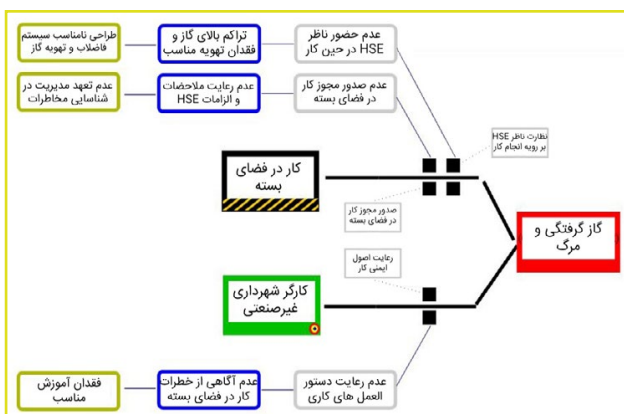 عدم حضور ناظر
HSE در حین کار
تراکم بالای گاز و
فقدان تهویه مناسب
طراحی نامناسب سیستم
فاضلاب و تهویه گاز
عدم صدور مجوز کار
در فضای بسته
عدم رعایت ملاحضات
و الزامات HSE
عدم تعهد مدیریت در
شناسایی مخاطرات
نظارت ناظر HSE
بر رویه انجام کار
کار در فضای
بسته
صدور مجوز کار
در فضای بسته
گاز گرفتگی و
مرگ
رعایت اصول
ایمنی کار
کارگر شهرداری
غیرصنعتی
عدم رعایت دستور
العمل های کاری
عدم آگاهی از خطرات
کار در فضای بسته
فقدان آموزش
مناسب